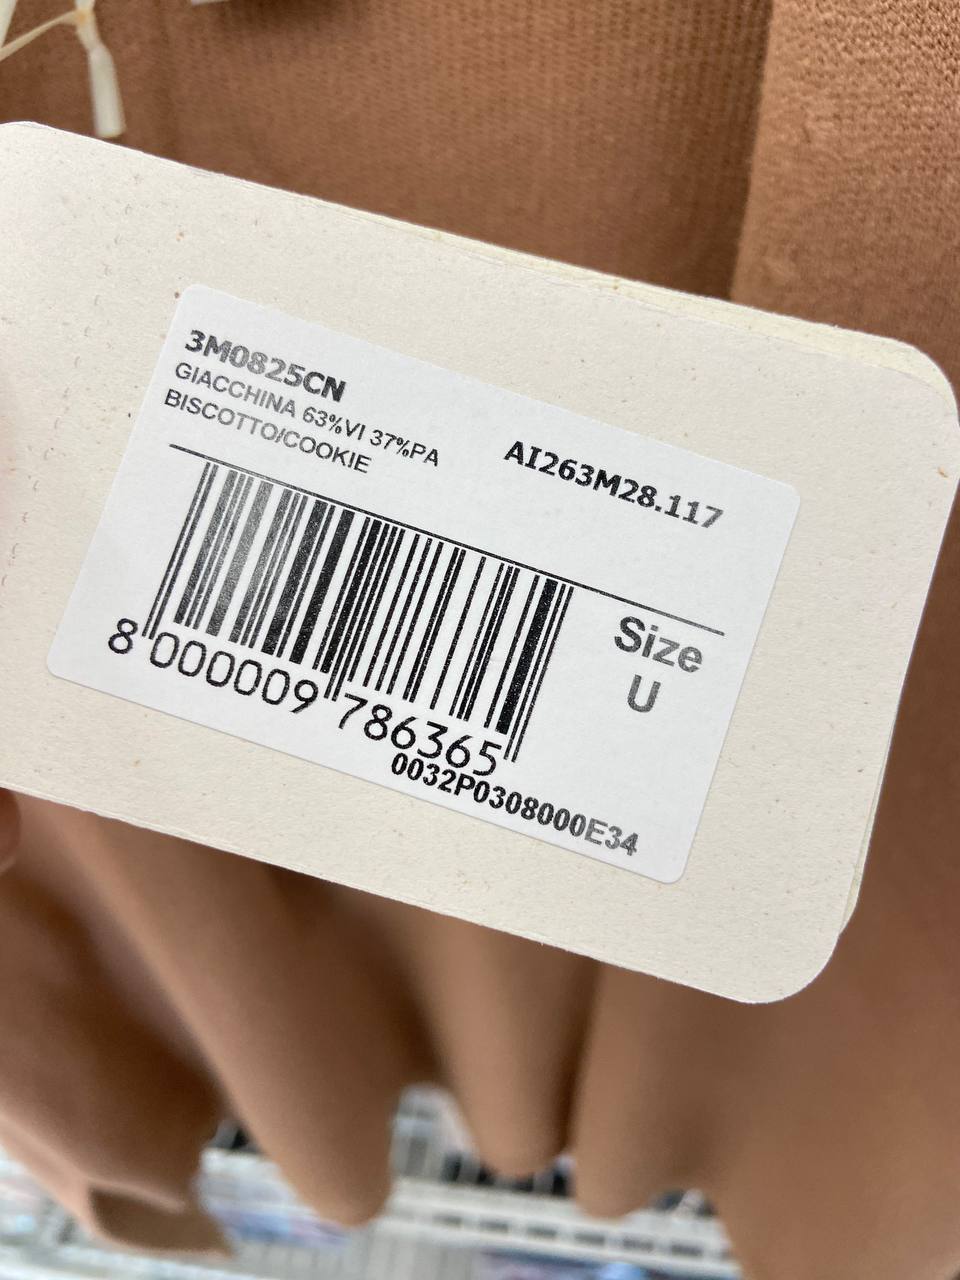 3M0825CN
GIACCHINA 63%VI 37%PA
BISCOTTO/COOKIE
AI263M28.117
Size
U
8 000009 786365
0032P0308000E34